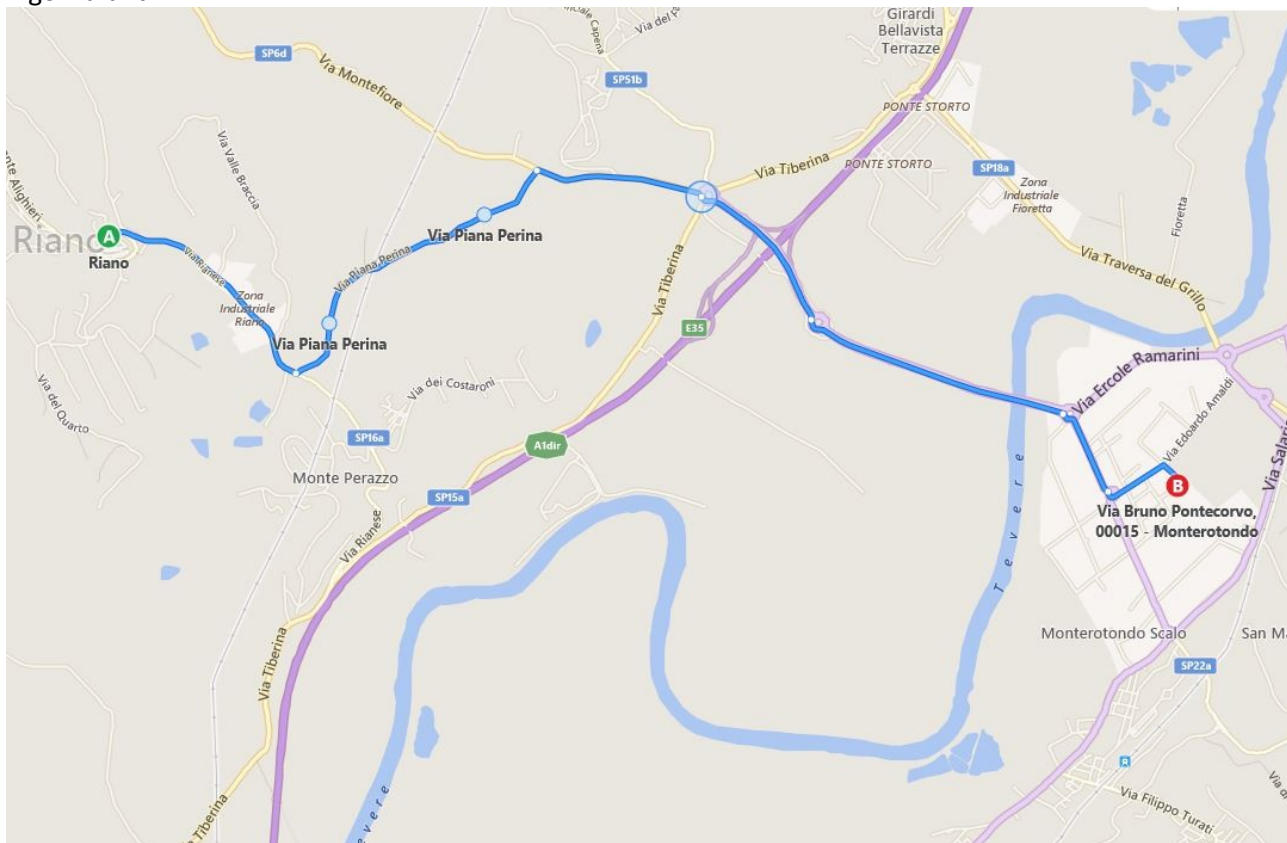 Girardi
Bellavista
Terrazze
SP6d
Via Montefiore
SP51b
Capena
PONTE STORTO
Via Tiberina
PONTE STORTO
SP18a
Zona
Industriale
Fioretta
Fioretta
Via Valle Braccia
Alighieri
Riano
A
Riano
Via Rianese
Zona
Industriale
Riano
Via Piana Perina
Via Piana Perina
Via Piana Perina
Via Tiberina
Via Traversa del Grillo
E35
Via Ercole Ramarini
Via Edoardo Amaldi
Via dei Costaroni
Via del Quarto
SP16a
Monte Perazzo
A1dir
SP15a
Via Rianese
Tevere
B
Via Bruno Pontecorvo,
00015 - Monterotondo
Monterotondo Scalo
SP22a
R
Via Filippo Turati
Via Tiberina
Via Tiberina